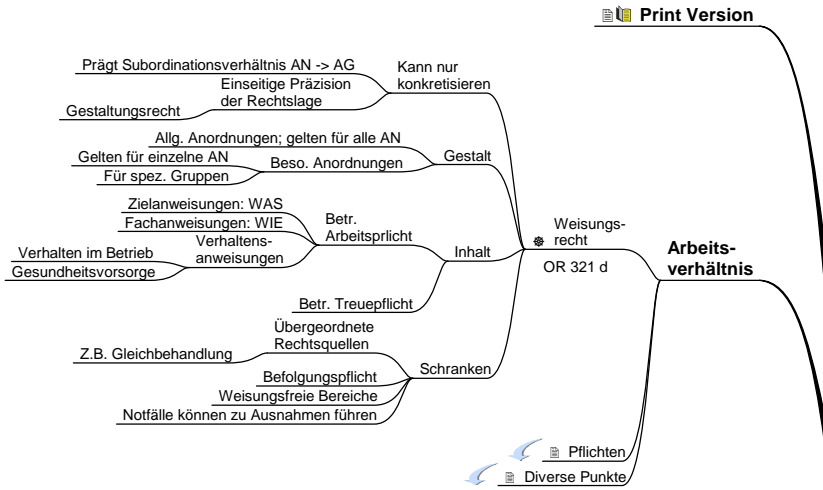 Print Version
Prägt Subordinationsverhältnis AN -> AG
Kann nur
konkretisieren
Einseitige Präzision
der Rechtslage
Gestaltungsrecht
Allg. Anordnungen; gelten für alle AN
Gelten für einzelne AN
Beso. Anordnungen
Gestalt
Für spez. Gruppen
Zielanweisungen: WAS
Fachanweisungen: WIE
Betr.
Arbeitsprlicht
Verhaltens-
anweisungen
Verhalten im Betrieb
Gesundheitsvorsorge
Inhalt
Betr. Treuepflicht
Weisungs-
recht
OR 321 d
Arbeits-
verhältnis
Übergeordnete
Rechtsquellen
Z.B. Gleichbehandlung
Schranken
Befolgungspflicht
Weisungsfreie Bereiche
Notfälle können zu Ausnahmen führen
Pflichten
Diverse Punkte